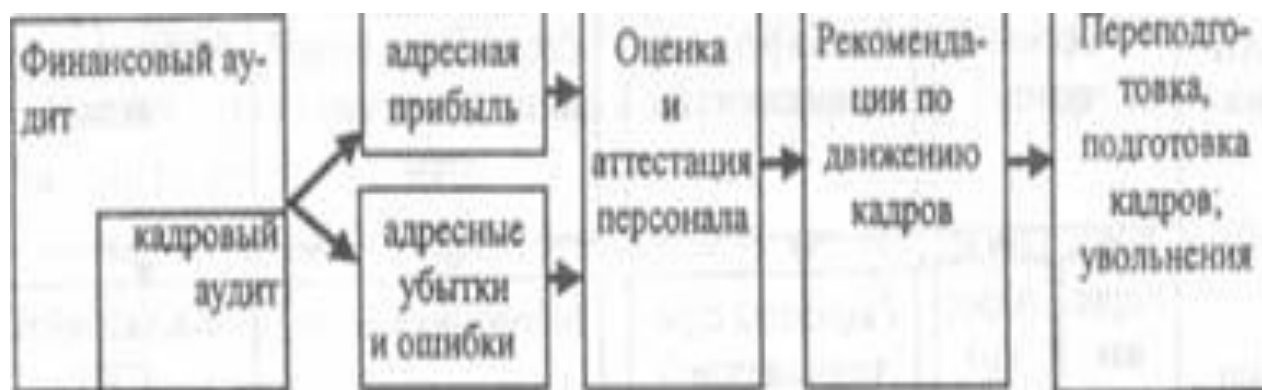 Финансовый ау-
дит
кадровый
аудит
адресная
прибыль
адресные
убытки
и ошибки
Оценка
и
аттестация
персонала
Рекоменда-
ции по
движению
кадров
Переподго-
товка,
подготовка
кадров;
увольнения